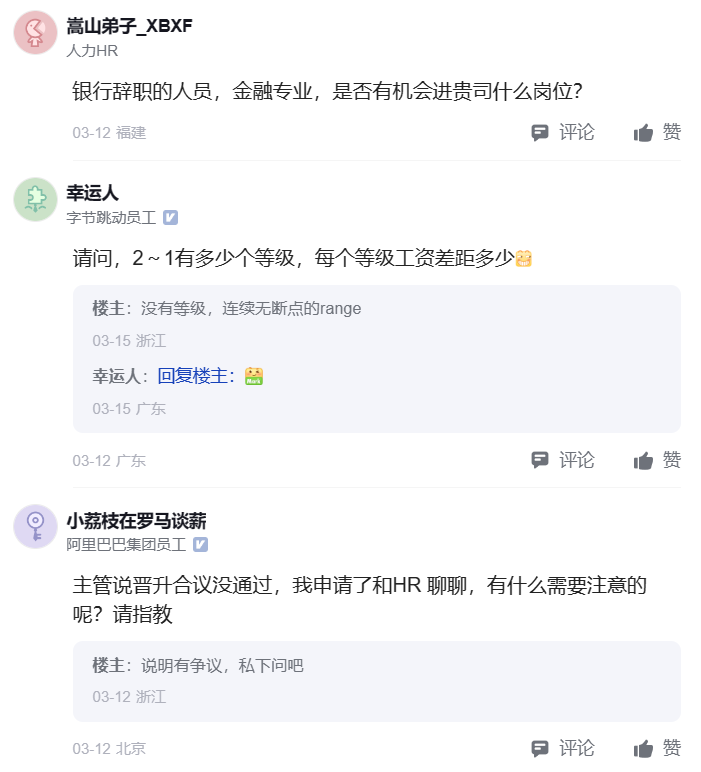 嵩山弟子_XBXF
人力HR
银行辞职的人员，金融专业，是否有机会进贵司什么岗位？
03-12 福建
评论
赞
幸运人
字节跳动员工
请问，2～1有多少个等级，每个等级工资差距多少
楼主：没有等级，连续无断点的range
03-15 浙江
幸运人：回复楼主：
Mark
03-15 广东
03-12 广东
评论
赞
小荔枝在罗马谈薪
阿里巴巴集团员工
主管说晋升合议没通过，我申请了和HR 聊聊，有什么需要注意的
呢？请指教
楼主：说明有争议，私下问吧
03-12 浙江
03-12 北京
评论
赞